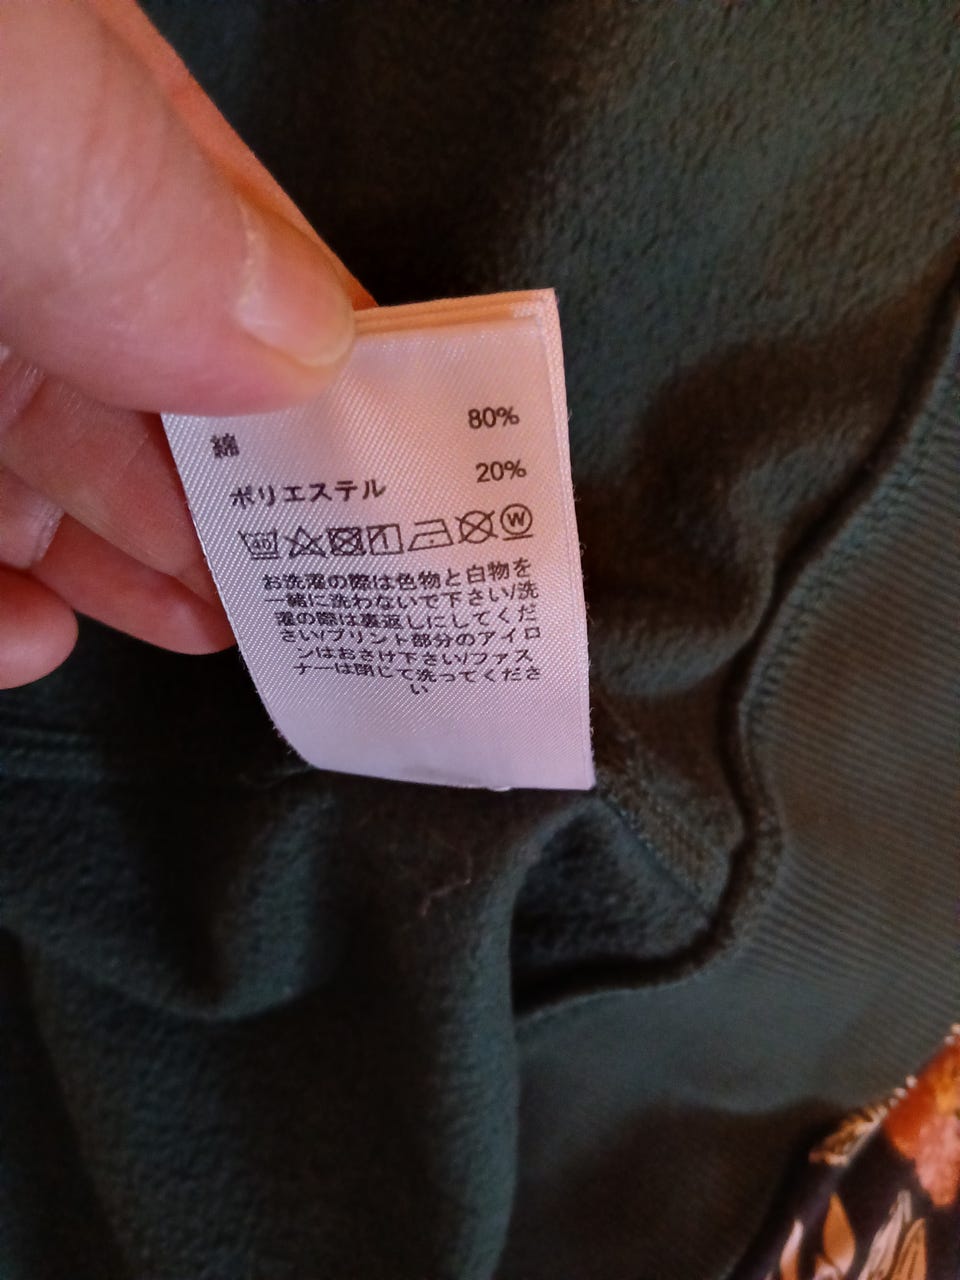 綿 80%
ポリエステル 20%
40 W
お洗濯の際は色物と白物を
一緒に洗わないで下さい/洗
濯の際は裏返しにしてくだ
さい/プリント部分のアイロ
ンはおさけ下さい/ファス
ナーは閉じて洗ってくださ
い